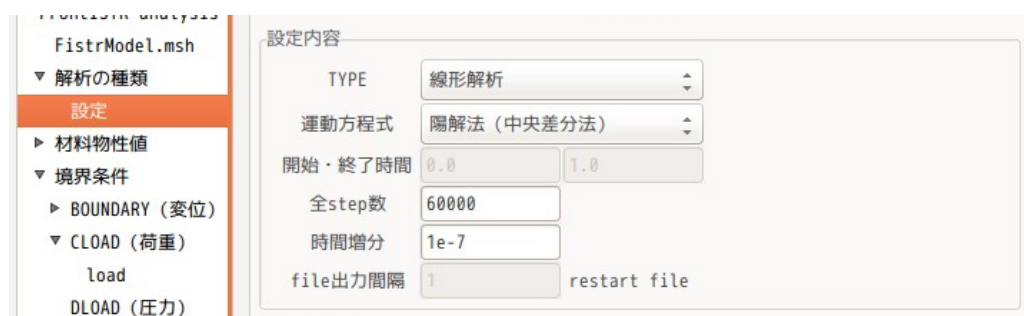 FistrModel.msh
▼ 解析の種類
設定
▶ 材料物性値
▼ 境界条件
▶ BOUNDARY (変位)
▼ CLOAD (荷重)
load
DLOAD (圧力)
設定内容
TYPE 線形解析
運動方程式 陽解法 (中央差分法)
開始・終了時間 0.0 1.0
全step数 60000
時間増分 1e-7
file出力間隔 1 restart file